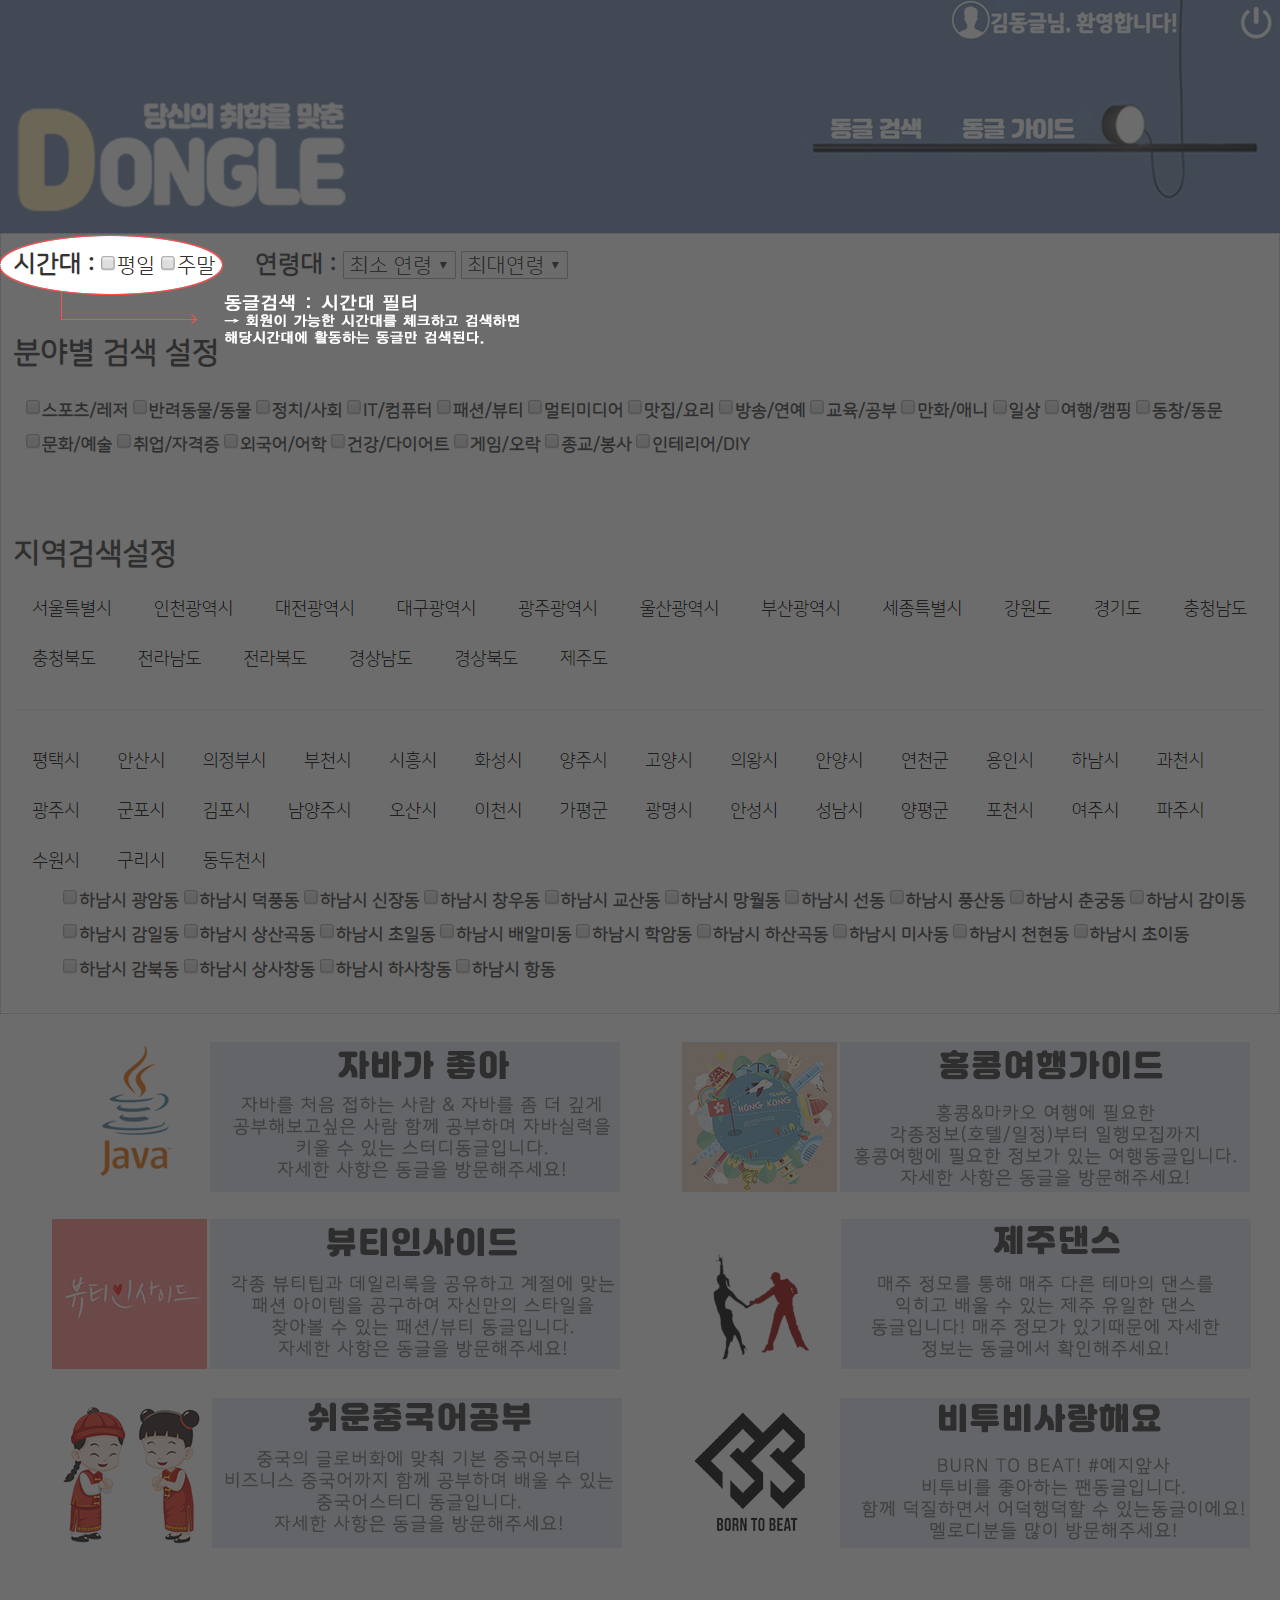 김동글님, 환영합니다!
당신의 취향을 맞춘
DONGLE
동글 검색 동글 가이드
시간대 : 평일 주말 연령대 : 최소 연령 ▼ 최대연령 ▼
동글검색 : 시간대 필터
→ 회원이 가능한 시간대를 체크하고 검색하면
해당시간대에 활동하는 동글만 검색된다.
분야별 검색 설정
스포츠/레저 반려동물/동물 정치/사회 IT/컴퓨터 패션/뷰티 멀티미디어 맛집/요리 방송/연예 교육/공부 만화/애니 일상 여행/캠핑 동창/동문
문화/예술 취업/자격증 외국어/어학 건강/다이어트 게임/오락 종교/봉사 인테리어/DIY
지역검색설정
서울특별시 인천광역시 대전광역시 대구광역시 광주광역시 울산광역시 부산광역시 세종특별시 강원도 경기도 충청남도
충청북도 전라남도 전라북도 경상남도 경상북도 제주도
평택시 안산시 의정부시 부천시 시흥시 화성시 양주시 고양시 의왕시 안양시 연천군 용인시 하남시 과천시
광주시 군포시 김포시 남양주시 오산시 이천시 가평군 광명시 안성시 성남시 양평군 포천시 여주시 파주시
수원시 구리시 동두천시
하남시 광암동 하남시 덕풍동 하남시 신장동 하남시 창우동 하남시 교산동 하남시 망월동 하남시 선동 하남시 풍산동 하남시 춘궁동 하남시 감이동
하남시 감일동 하남시 상산곡동 하남시 초일동 하남시 배알미동 하남시 학암동 하남시 하산곡동 하남시 미사동 하남시 천현동 하남시 초이동
하남시 감북동 하남시 상사창동 하남시 하사창동 하남시 항동
Java
자바가 좋아
자바를 처음 접하는 사람 & 자바를 좀 더 깊게
공부해보고싶은 사람 함께 공부하며 자바실력을
키울 수 있는 스터디동글입니다.
자세한 사항은 동글을 방문해주세요!
TRAVEL
HONG KONG
홍콩여행가이드
홍콩&마카오 여행에 필요한
각종정보(호텔/일정)부터 일행모집까지
홍콩여행에 필요한 정보가 있는 여행동글입니다.
자세한 사항은 동글을 방문해주세요!
뷰티인사이드
뷰티인사이드
각종 뷰티팁과 데일리룩을 공유하고 계절에 맞는
패션 아이템을 공구하여 자신만의 스타일을
찾아볼 수 있는 패션/뷰티 동글입니다.
자세한 사항은 동글을 방문해주세요!
제주댄스
매주 정모를 통해 매주 다른 테마의 댄스를
익히고 배울 수 있는 제주 유일한 댄스
동글입니다! 매주 정모가 있기때문에 자세한
정보는 동글에서 확인해주세요!
쉬운중국어공부
중국의 글로버화에 맞춰 기본 중국어부터
비즈니스 중국어까지 함께 공부하며 배울 수 있는
중국어스터디 동글입니다.
자세한 사항은 동글을 방문해주세요!
BORN TO BEAT
비투비사랑해요
BURN TO BEAT! #예지앞사
비투비를 좋아하는 팬동글입니다.
함께 덕질하면서 어덕행덕할 수 있는동글이에요!
멜로디분들 많이 방문해주세요!